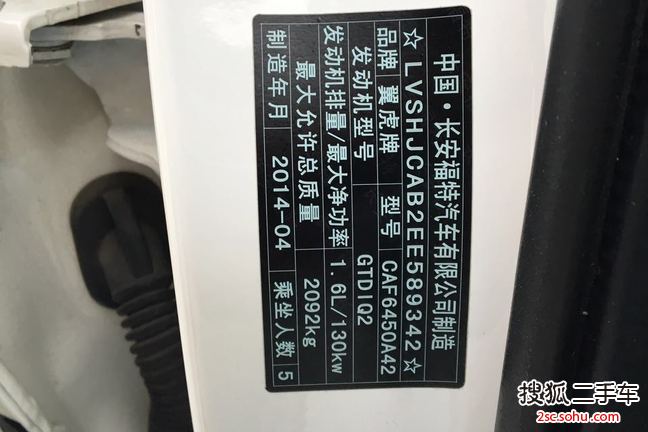 中国·长安福特汽车有限公司制造
☆LVSHJCAB2EE589342☆
品牌 翼虎牌 型号 CAF6450A42
发动机型号 GTDIQ2
发动机排量/最大净功率 1.6L/130kw
最大允许总质量 2092kg
制造年月 2014-04 乘坐人数 5
搜狐二手车
2sc.sohu.com